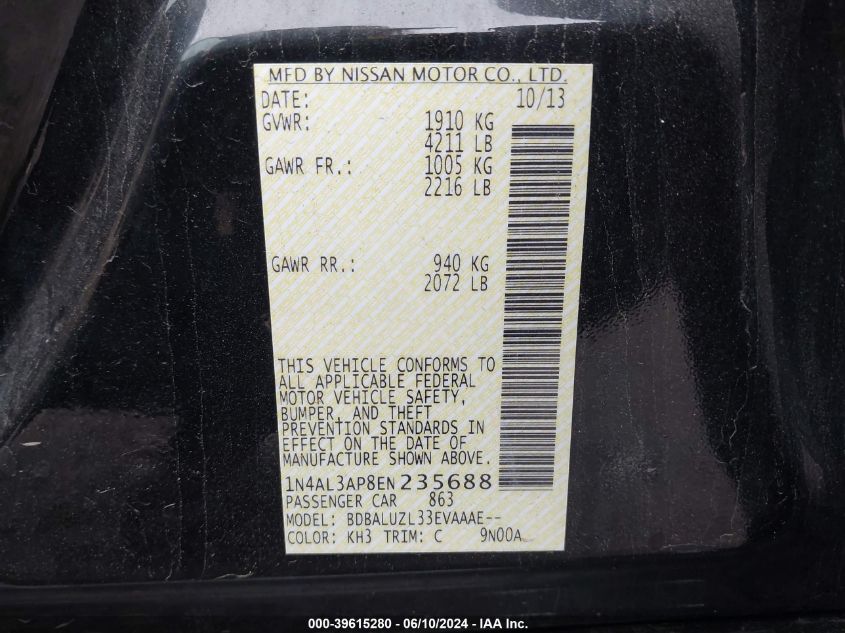 MFD BY NISSAN MOTOR CO., LTD.
DATE: 10/13
GVWR: 1910 KG
4211 LB
GAWR FR.: 1005 KG
2216 LB
GAWR RR.: 940 KG
2072 LB
THIS VEHICLE CONFORMS TO
ALL APPLICABLE FEDERAL
MOTOR VEHICLE SAFETY,
BUMPER, AND THEFT
PREVENTION STANDARDS IN
EFFECT ON THE DATE OF
MANUFACTURE SHOWN ABOVE.
1N4AL3AP8EN235688
PASSENGER CAR 863
MODEL: BDBALUZL33EVAAAE--
COLOR: KH3 TRIM: C 9N00A
000-39615280 - 06/10/2024 - IAA Inc.